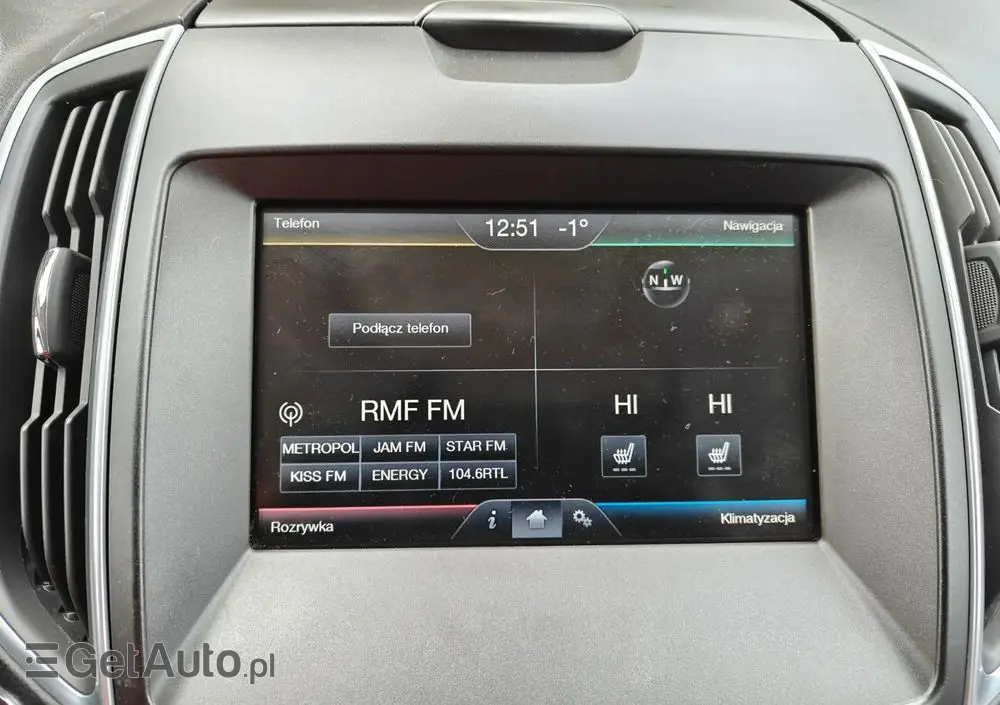 Telefon
12:51 -1°
Nawigacja
N W
Podłącz telefon
RMF FM
HI HI
METROPOL JAM FM STAR FM
KISS FM ENERGY 104.6RTL
Rozrywka
i
Klimatyzacja
GetAuto.pl